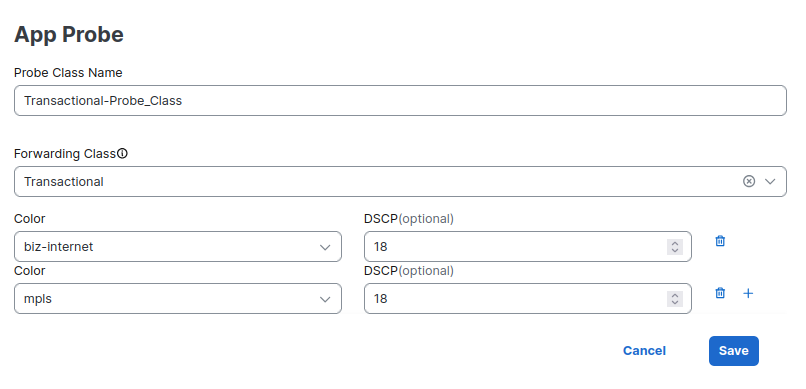 App Probe
Probe Class Name
Transactional-Probe_Class
Forwarding Class
Transactional
Color DSCP(optional)
biz-internet 18
Color DSCP(optional)
mpls 18
Cancel Save